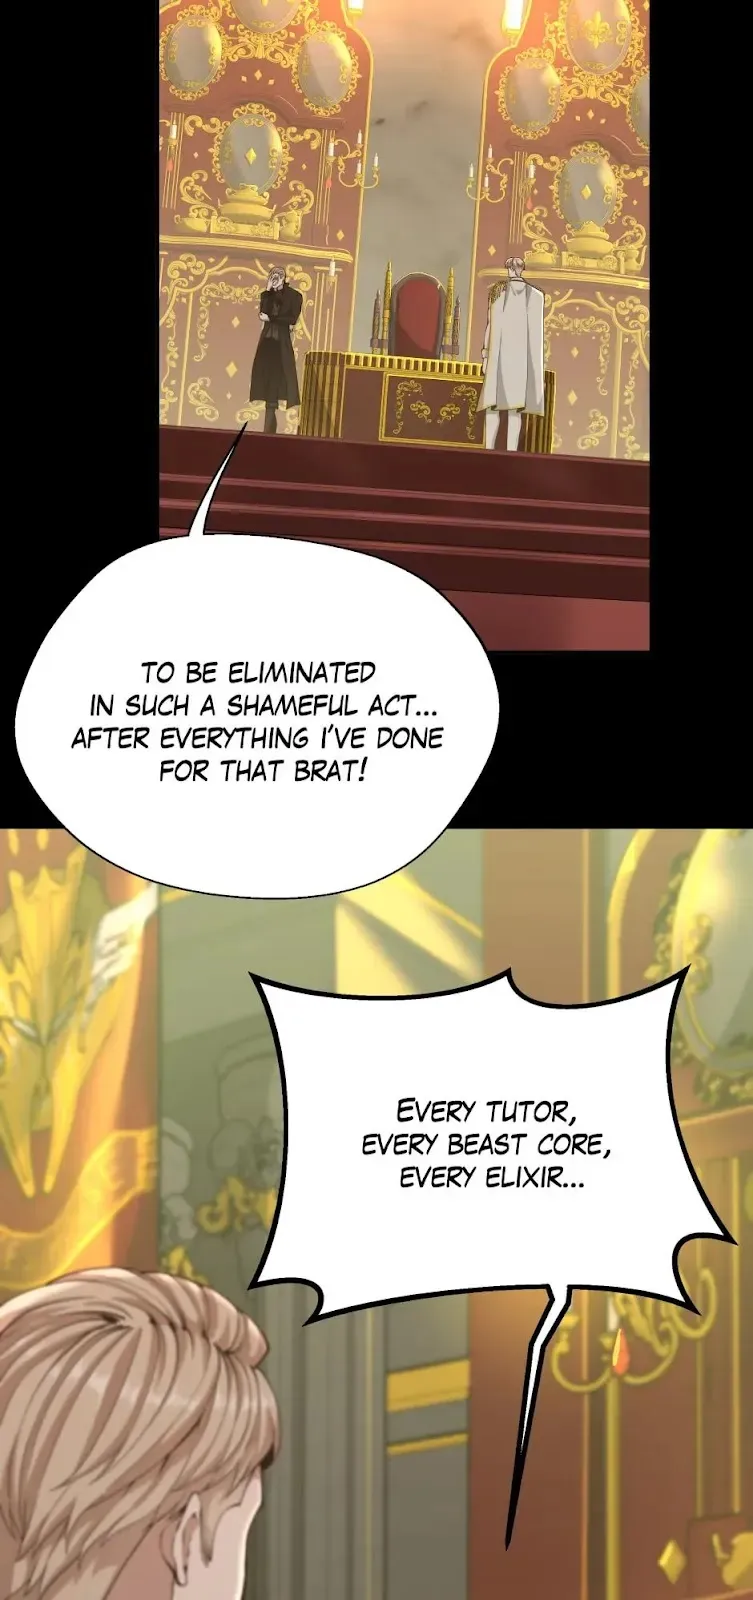 TO BE ELIMINATED
IN SUCH A SHAMEFUL ACT...
AFTER EVERYTHING I'VE DONE
FOR THAT BRAT!
EVERY TUTOR,
EVERY BEAST CORE,
EVERY ELIXIR...